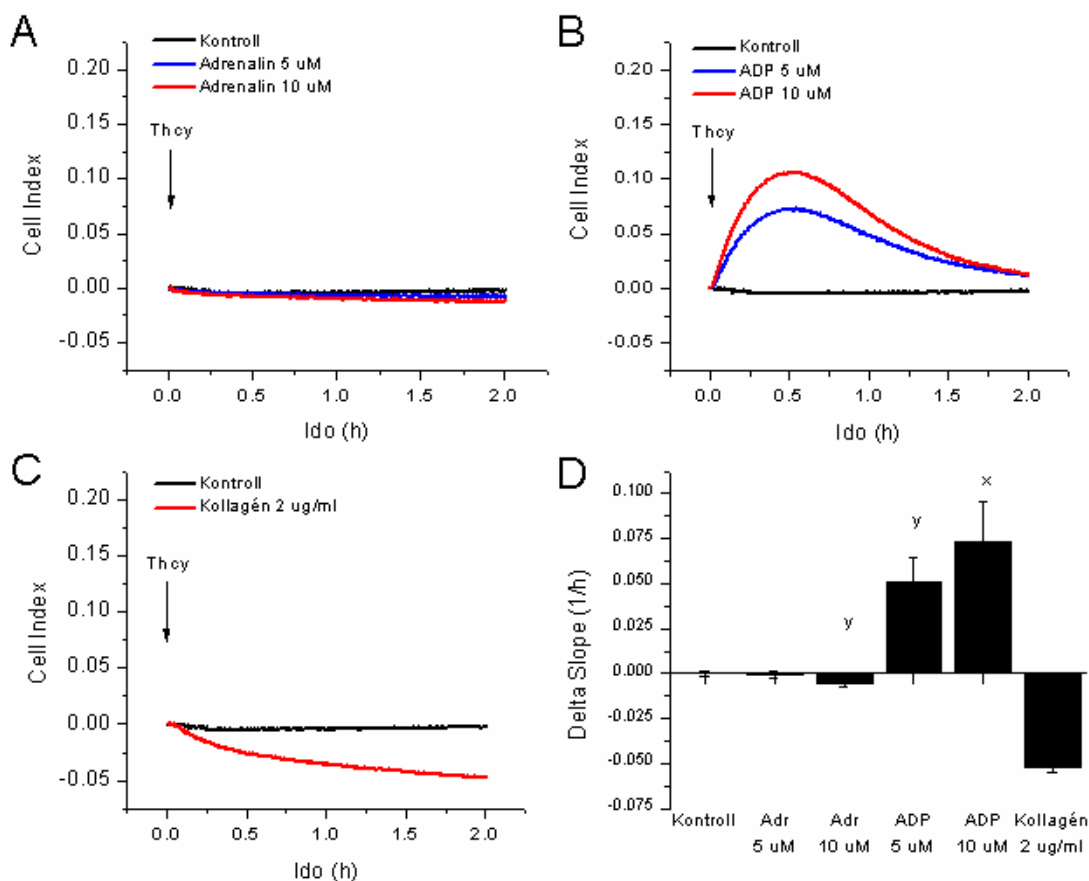 A
Kontroll
Adrenalin 5 uM
Adrenalin 10 uM
Thcy
0.20
0.15
0.10
0.05
0.00
-0.05
Cell Index
0.0 0.5 1.0 1.5 2.0
Ido (h)
B
Kontroll
ADP 5 uM
ADP 10 uM
Thcy
0.20
0.15
0.10
0.05
0.00
-0.05
Cell Index
0.0 0.5 1.0 1.5 2.0
Ido (h)
C
Kontroll
Kollagén 2 ug/ml
Thcy
0.20
0.15
0.10
0.05
0.00
-0.05
Cell Index
0.0 0.5 1.0 1.5 2.0
Ido (h)
D
0.100
0.075
0.050
0.025
0.000
-0.025
-0.050
-0.075
Delta Slope (1/h)
y
y
x
Kontroll Adr Adr ADP ADP Kollagén
5 uM 10 uM 5 uM 10 uM 2 ug/ml